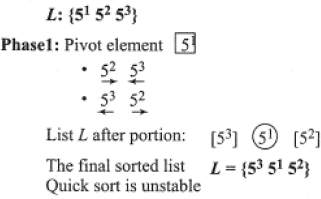 L: {5¹ 5² 5³}
Phase1: Pivot element 5¹
• 5² 5³
• 5³ 5²
List L after portion: [5³] 5¹ [5²]
The final sorted list L = {5³ 5¹ 5²}
Quick sort is unstable